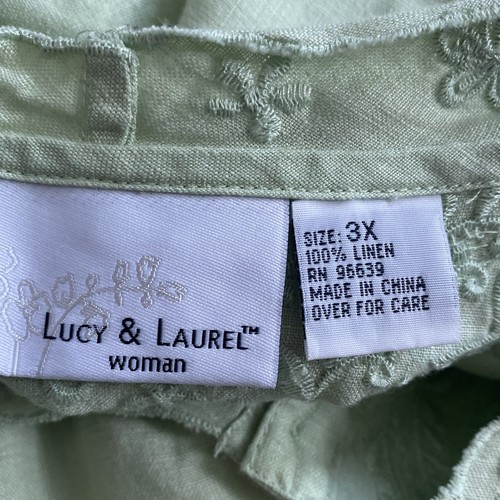 LUCY & LAUREL™
woman
SIZE: 3X
100% LINEN
RN 96639
MADE IN CHINA
OVER FOR CARE